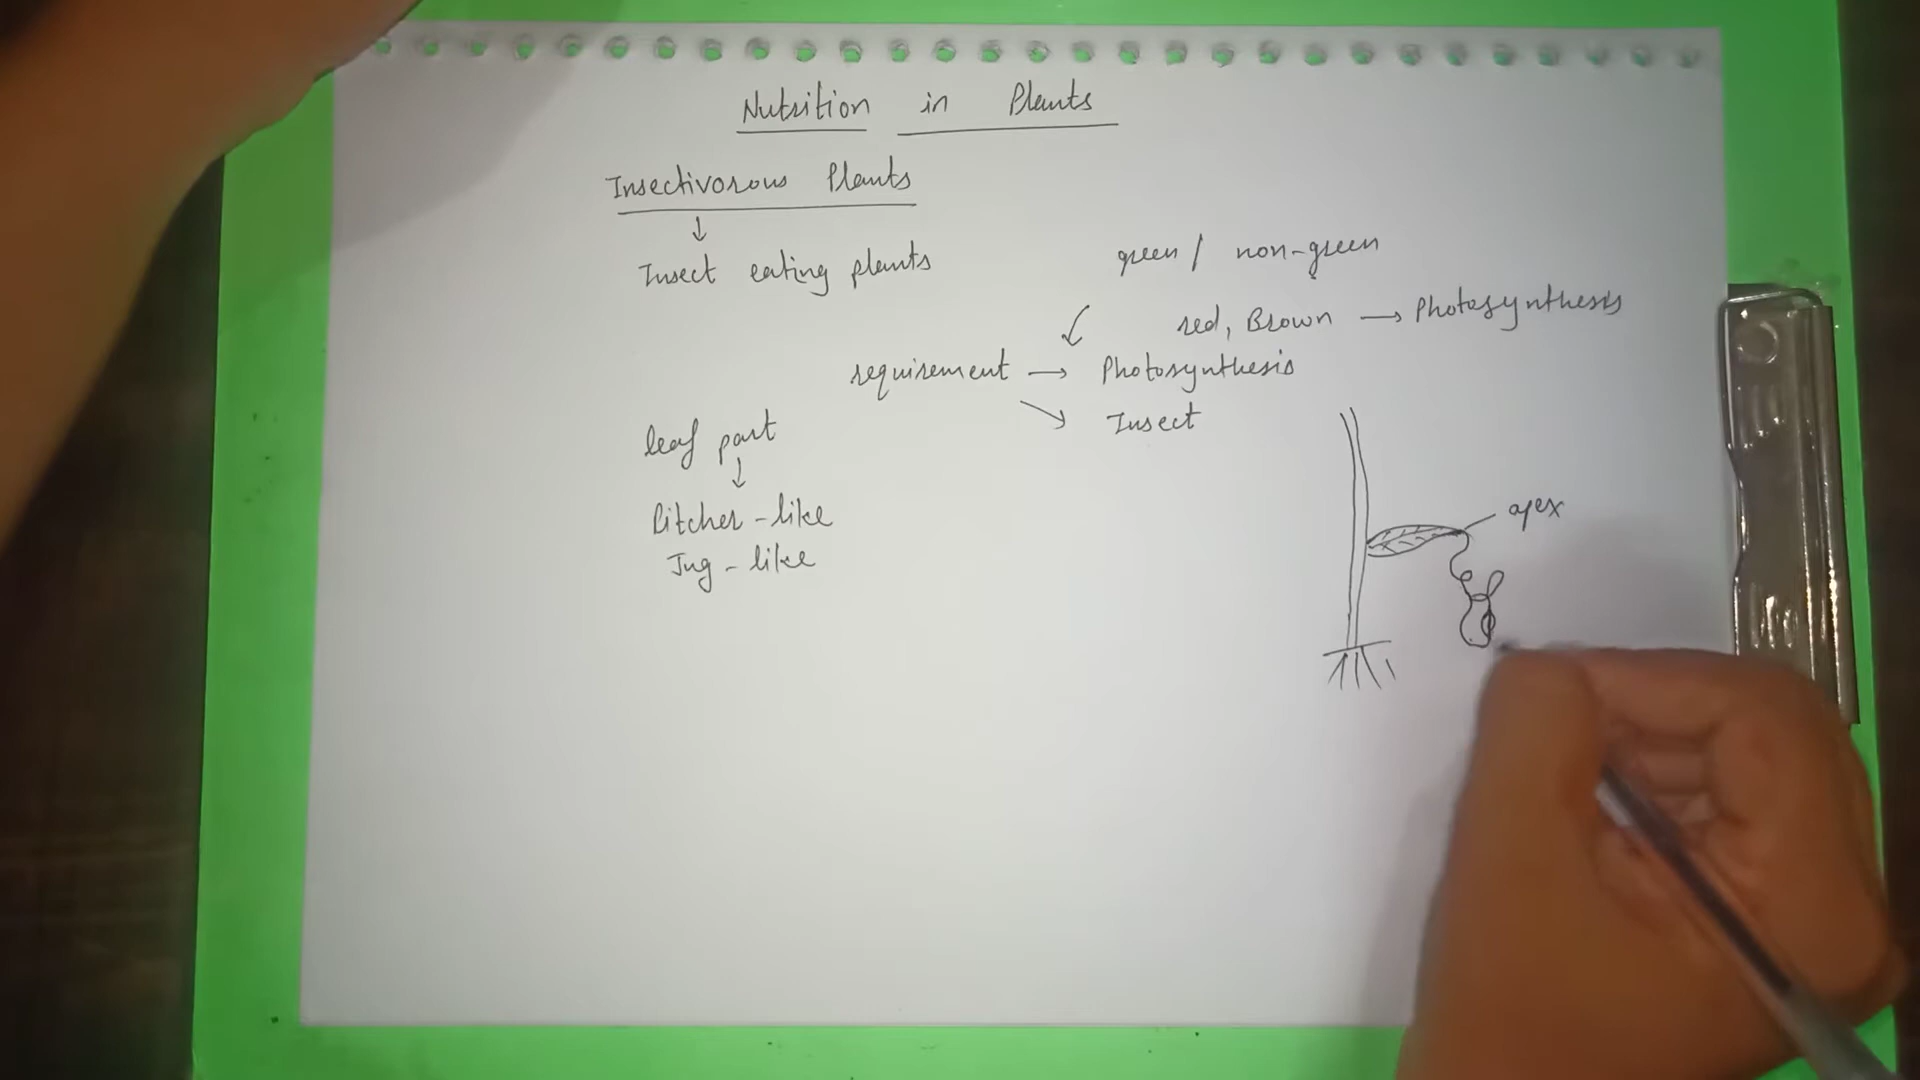 Nutrition in Plants
Insectivorous Plants
↓
Insect eating plants
green / non-green
red, Brown → Photosynthesis
requirement → Photosynthesis
Insect
leaf part
↓
Pitcher - like
Jug - like
apex